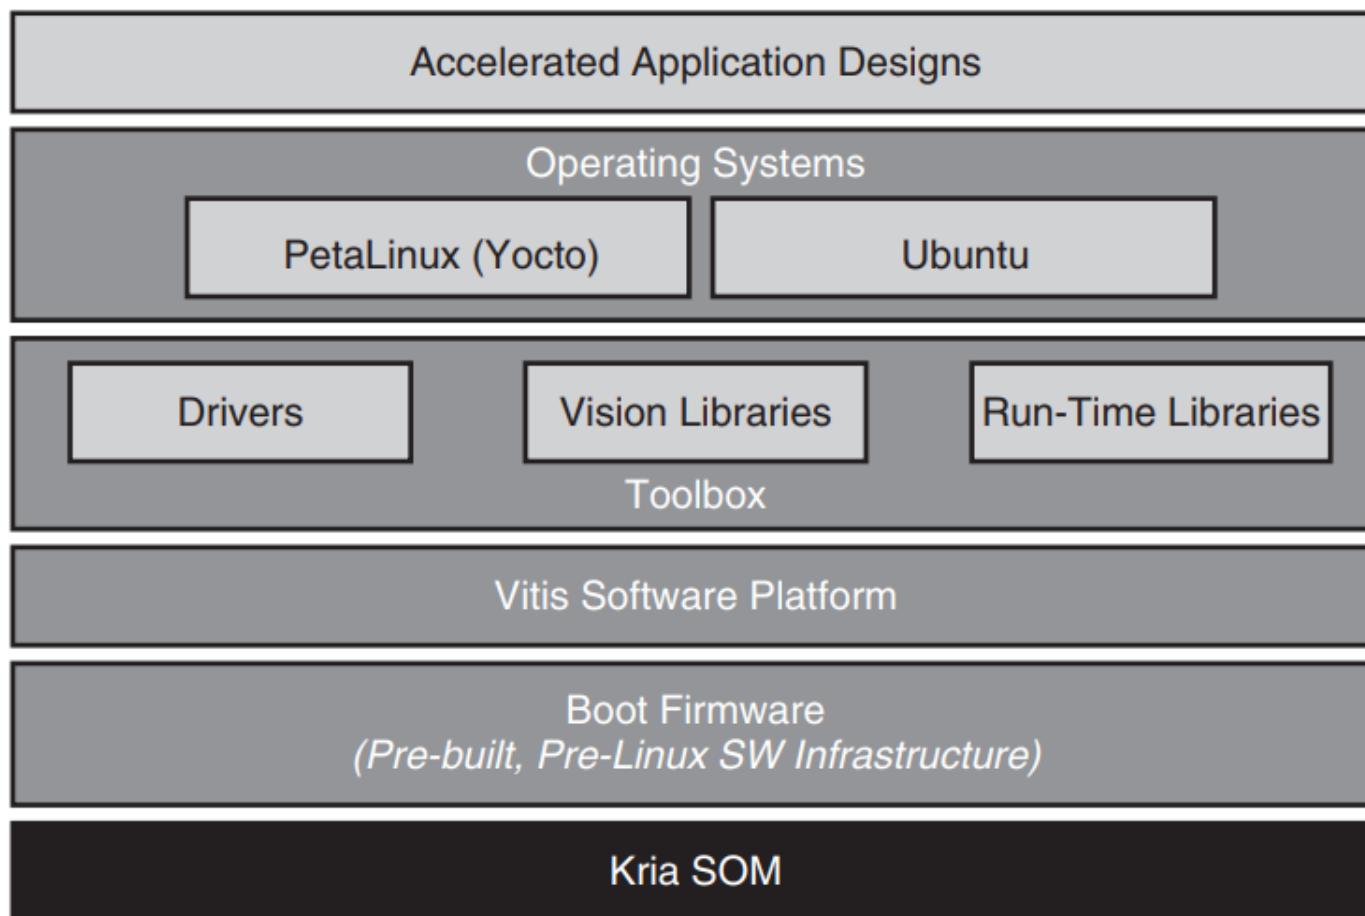 Accelerated Application Designs
Operating Systems
PetaLinux (Yocto)
Ubuntu
Drivers
Vision Libraries
Run-Time Libraries
Toolbox
Vitis Software Platform
Boot Firmware
(Pre-built, Pre-Linux SW Infrastructure)
Kria SOM